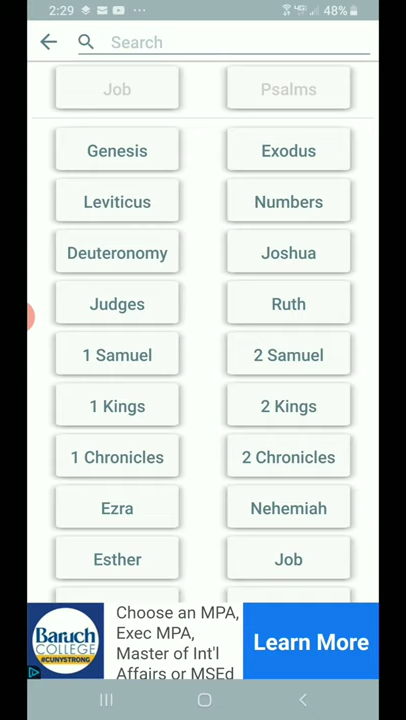 2:29 48%
Search
Job Psalms
Genesis Exodus
Leviticus Numbers
Deuteronomy Joshua
Judges Ruth
1 Samuel 2 Samuel
1 Kings 2 Kings
1 Chronicles 2 Chronicles
Ezra Nehemiah
Esther Job
Baruch
COLLEGE
#CUNYSTRONG
Choose an MPA,
Exec MPA,
Master of Int'l
Affairs or MSEd
Learn More